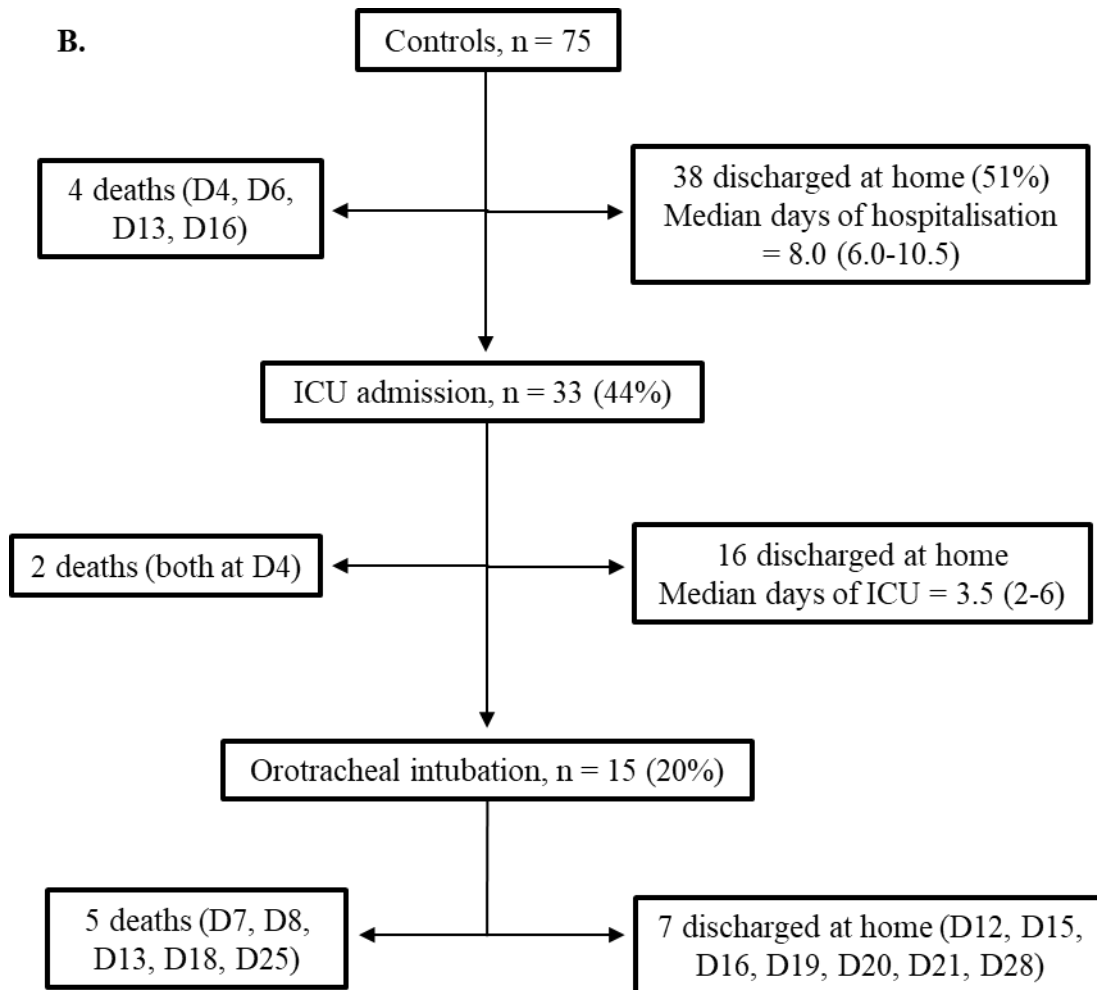 B.
Controls, n = 75
4 deaths (D4, D6,
D13, D16)
38 discharged at home (51%)
Median days of hospitalisation
= 8.0 (6.0-10.5)
ICU admission, n = 33 (44%)
2 deaths (both at D4)
16 discharged at home
Median days of ICU = 3.5 (2-6)
Orotracheal intubation, n = 15 (20%)
5 deaths (D7, D8,
D13, D18, D25)
7 discharged at home (D12, D15,
D16, D19, D20, D21, D28)